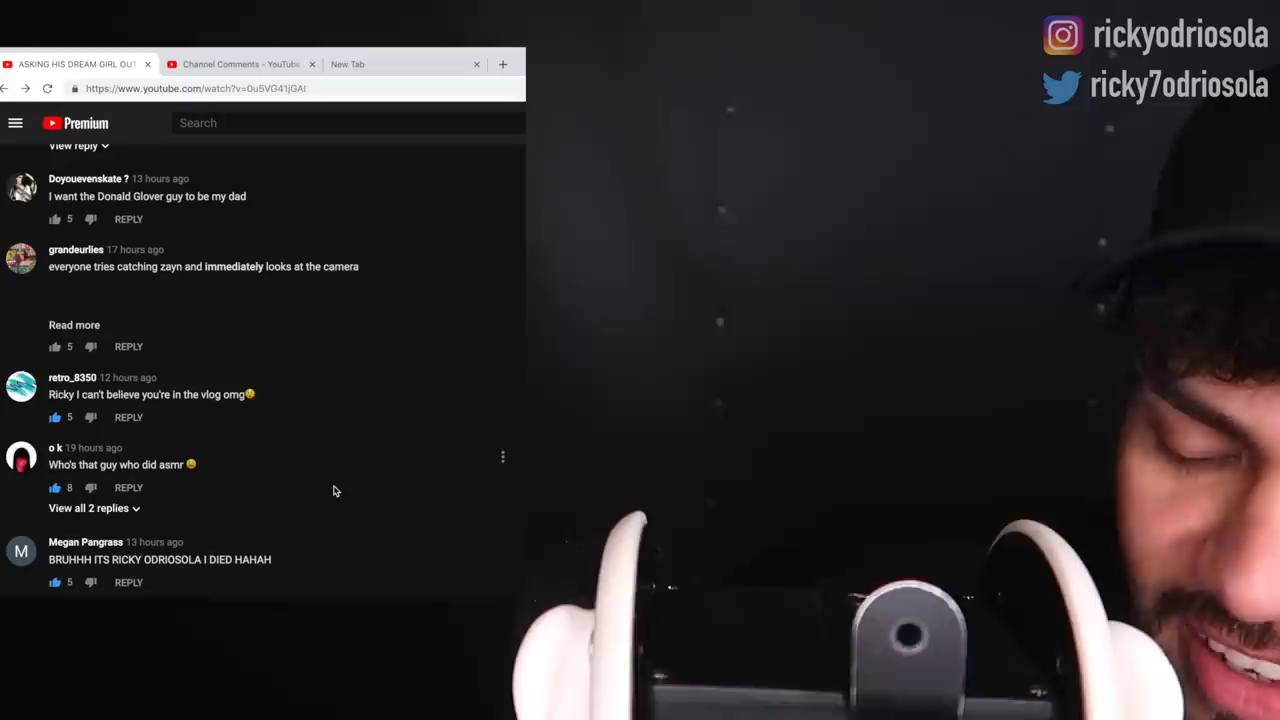 rickyodriosola
ricky7odriosola
ASKING HIS DREAM GIRL OUT
Channel Comments - YouTube
New Tab
https://www.youtube.com/watch?v=0u5VG41jGAI
Premium
Search
View reply
Doyouevenskate ? 13 hours ago
I want the Donald Glover guy to be my dad
5 REPLY
grandeurlies 17 hours ago
everyone tries catching zayn and immediately looks at the camera
Read more
5 REPLY
retro_8350 12 hours ago
Ricky I can't believe you're in the vlog omg😲
5 REPLY
o k 19 hours ago
Who's that guy who did asmr 😩
8 REPLY
View all 2 replies
M
Megan Pangrass 13 hours ago
BRUHHH ITS RICKY ODRIOSOLA I DIED HAHAH
5 REPLY